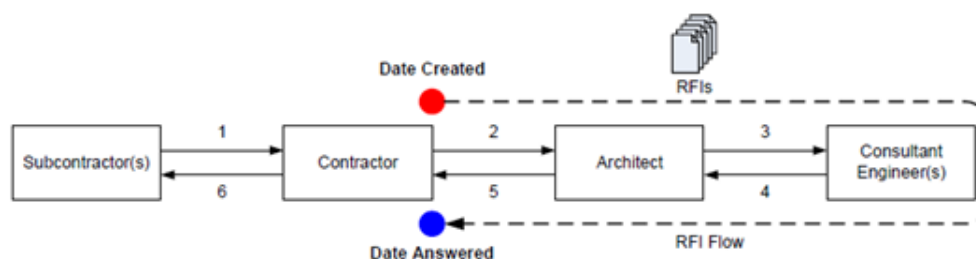 Date Created
RFIs
1
2
3
Subcontractor(s)
Contractor
Architect
Consultant
Engineer(s)
6
5
4
Date Answered
RFI Flow